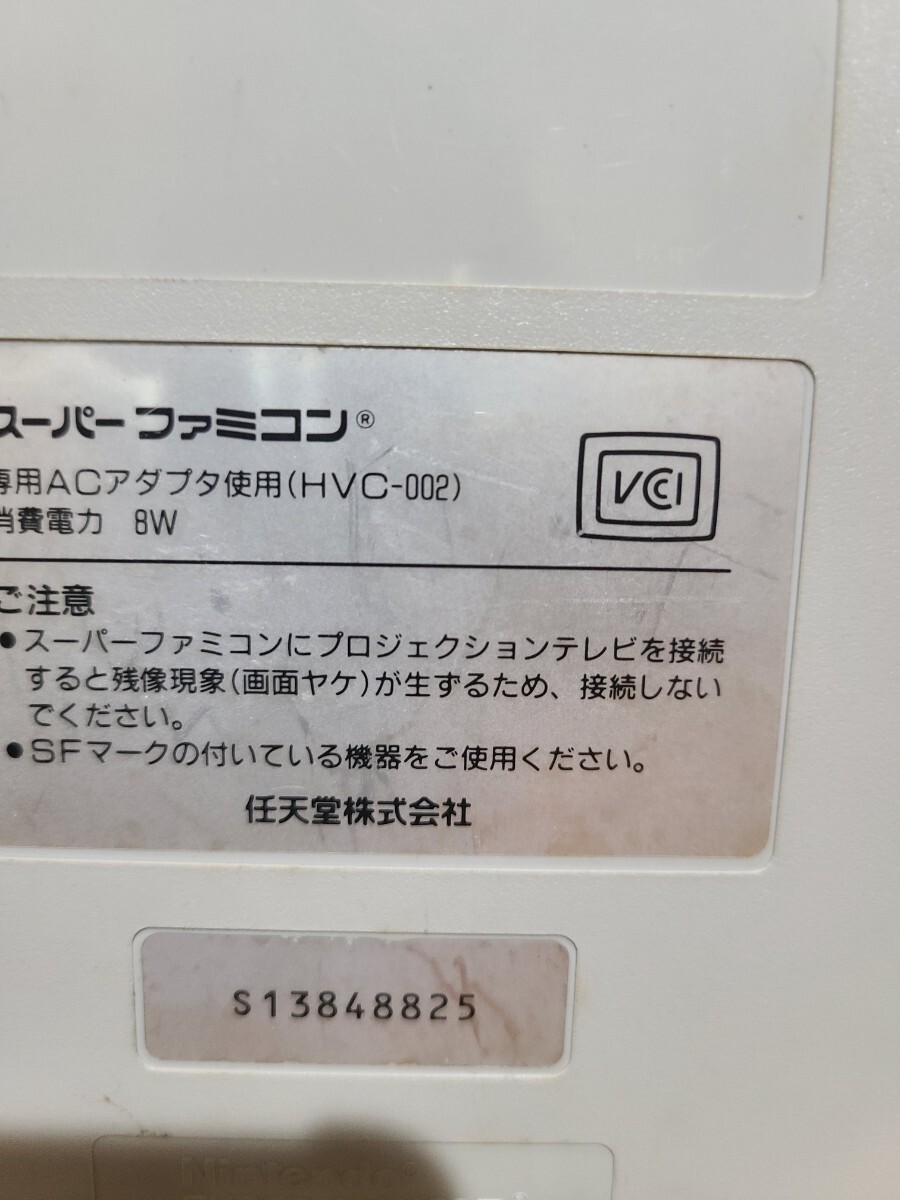 スーパーファミコン®
専用ACアダプタ使用(HVC-002)
消費電力 8W
VCCI
ご注意
●スーパーファミコンにプロジェクションテレビを接続
すると残像現象(画面ヤケ)が生ずるため、接続しない
でください。
●SFマークの付いている機器をご使用ください。
任天堂株式会社
S13848825
Nintendo®